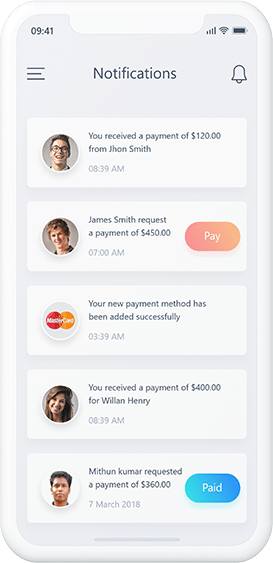 09:41
Notifications
You received a payment of $120.00
from Jhon Smith
08:39 AM
James Smith request
a payment of $450.00
07:00 AM
Pay
MasterCard
Your new payment method has
been added successfully
03:39 AM
You received a payment of $400.00
for Willan Henry
08:39 AM
Mithun kumar requested
a payment of $360.00
7 March 2018
Paid